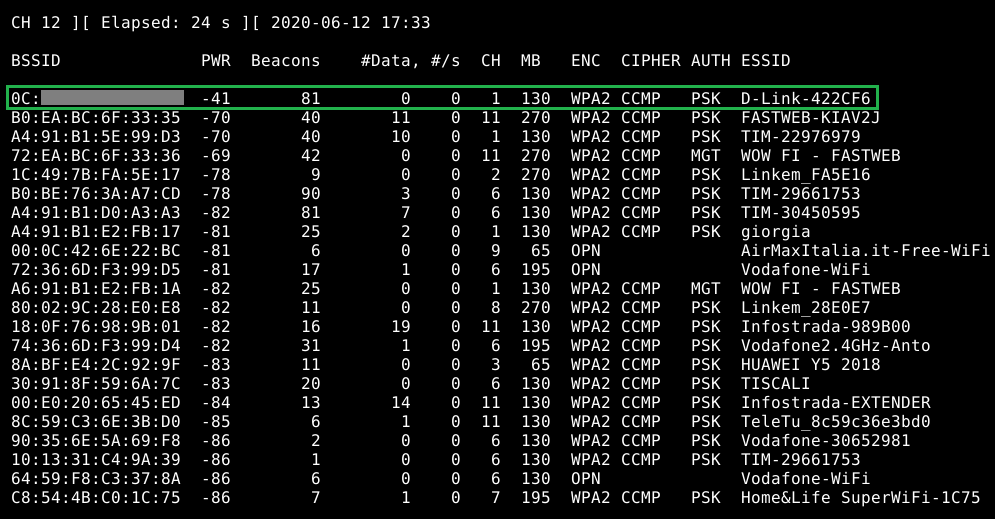 CH 12 ][ Elapsed: 24 s ][ 2020-06-12 17:33
BSSID PWR Beacons #Data, #/s CH MB ENC CIPHER AUTH ESSID
0C: -41 81 0 0 1 130 WPA2 CCMP PSK D-Link-422CF6
B0:EA:BC:6F:33:35 -70 40 11 0 11 270 WPA2 CCMP PSK FASTWEB-KIAV2J
A4:91:B1:5E:99:D3 -70 40 10 0 1 130 WPA2 CCMP PSK TIM-22976979
72:EA:BC:6F:33:36 -69 42 0 0 11 270 WPA2 CCMP MGT WOW FI - FASTWEB
1C:49:7B:FA:5E:17 -78 9 0 0 2 270 WPA2 CCMP PSK Linkem_FA5E16
B0:BE:76:3A:A7:CD -78 90 3 0 6 130 WPA2 CCMP PSK TIM-29661753
A4:91:B1:D0:A3:A3 -82 81 7 0 6 130 WPA2 CCMP PSK TIM-30450595
A4:91:B1:E2:FB:17 -81 25 2 0 1 130 WPA2 CCMP PSK giorgia
00:0C:42:6E:22:BC -81 6 0 0 9 65 OPN AirMaxItalia.it-Free-WiFi
72:36:6D:F3:99:D5 -81 17 1 0 6 195 OPN Vodafone-WiFi
A6:91:B1:E2:FB:1A -82 25 0 0 1 130 WPA2 CCMP MGT WOW FI - FASTWEB
80:02:9C:28:E0:E8 -82 11 0 0 8 270 WPA2 CCMP PSK Linkem_28E0E7
18:0F:76:98:9B:01 -82 16 19 0 11 130 WPA2 CCMP PSK Infostrada-989B00
74:36:6D:F3:99:D4 -82 31 1 0 6 195 WPA2 CCMP PSK Vodafone2.4GHz-Anto
8A:BF:E4:2C:92:9F -83 11 0 0 3 65 WPA2 CCMP PSK HUAWEI Y5 2018
30:91:8F:59:6A:7C -83 20 0 0 6 130 WPA2 CCMP PSK TISCALI
00:E0:20:65:45:ED -84 13 14 0 11 130 WPA2 CCMP PSK Infostrada-EXTENDER
8C:59:C3:6E:3B:D0 -85 6 1 0 11 130 WPA2 CCMP PSK TeleTu_8c59c36e3bd0
90:35:6E:5A:69:F8 -86 2 0 0 6 130 WPA2 CCMP PSK Vodafone-30652981
10:13:31:C4:9A:39 -86 1 0 0 6 130 WPA2 CCMP PSK TIM-29661753
64:59:F8:C3:37:8A -86 6 0 0 6 130 OPN Vodafone-WiFi
C8:54:4B:C0:1C:75 -86 7 1 0 7 195 WPA2 CCMP PSK Home&Life SuperWiFi-1C75